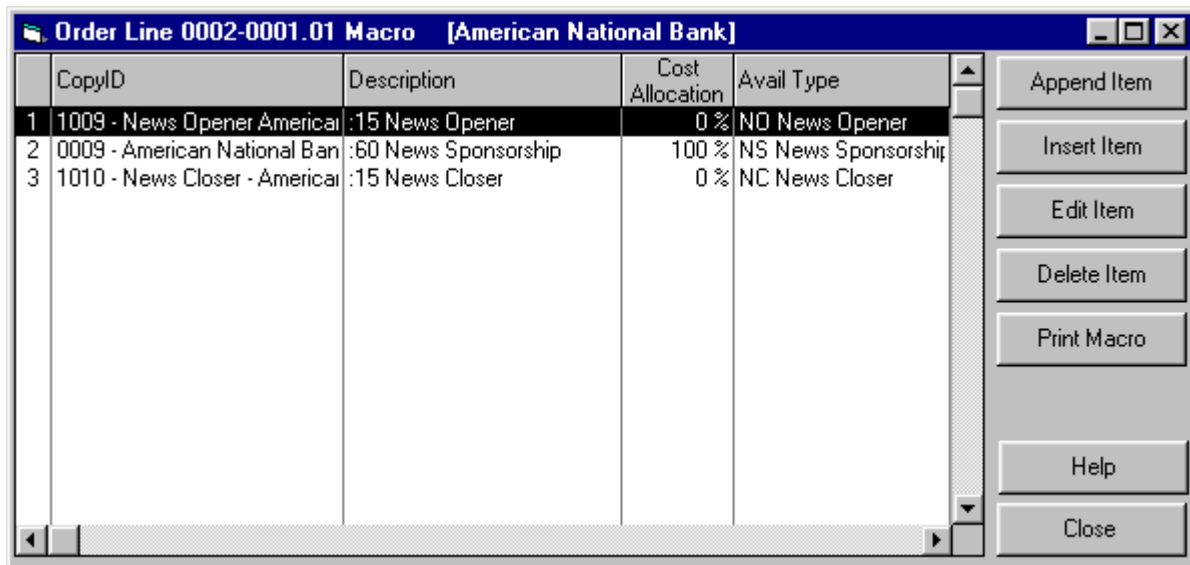 Order Line 0002-0001.01 Macro [American National Bank]
CopyID Description Cost Allocation Avail Type
1 1009 - News Opener American :15 News Opener 0 % NO News Opener
2 0009 - American National Ban :60 News Sponsorship 100 % NS News Sponsorship
3 1010 - News Closer - American :15 News Closer 0 % NC News Closer
Append Item
Insert Item
Edit Item
Delete Item
Print Macro
Help
Close